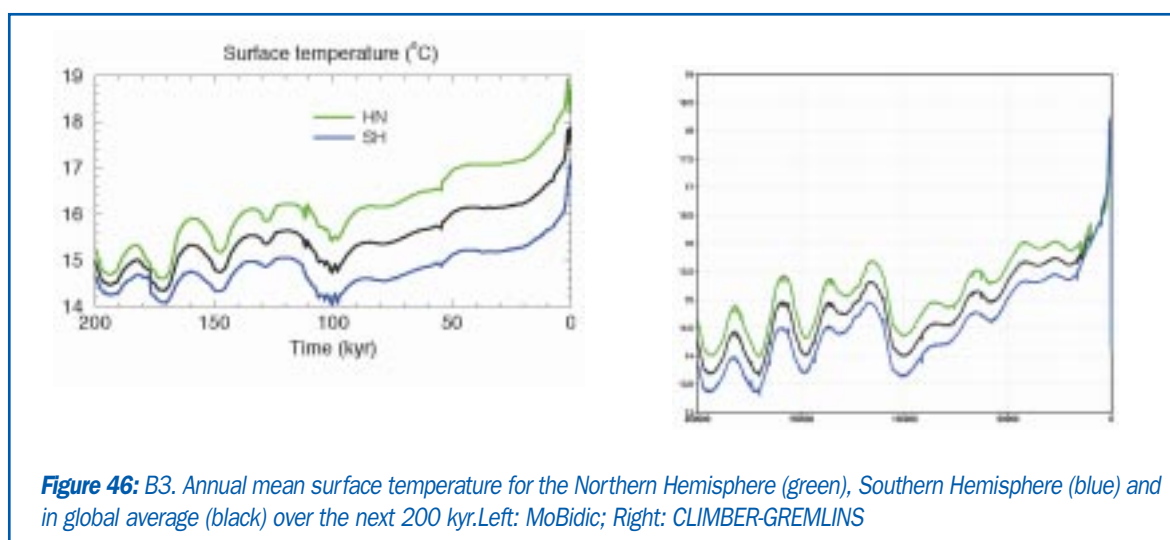 Surface temperature (°C)
19
18
17
16
15
14
HN
SH
200
150
100
50
0
Time (kyr)
0
Figure 46: B3. Annual mean surface temperature for the Northern Hemisphere (green), Southern Hemisphere (blue) and
in global average (black) over the next 200 kyr.Left: MoBidic; Right: CLIMBER-GREMLINS